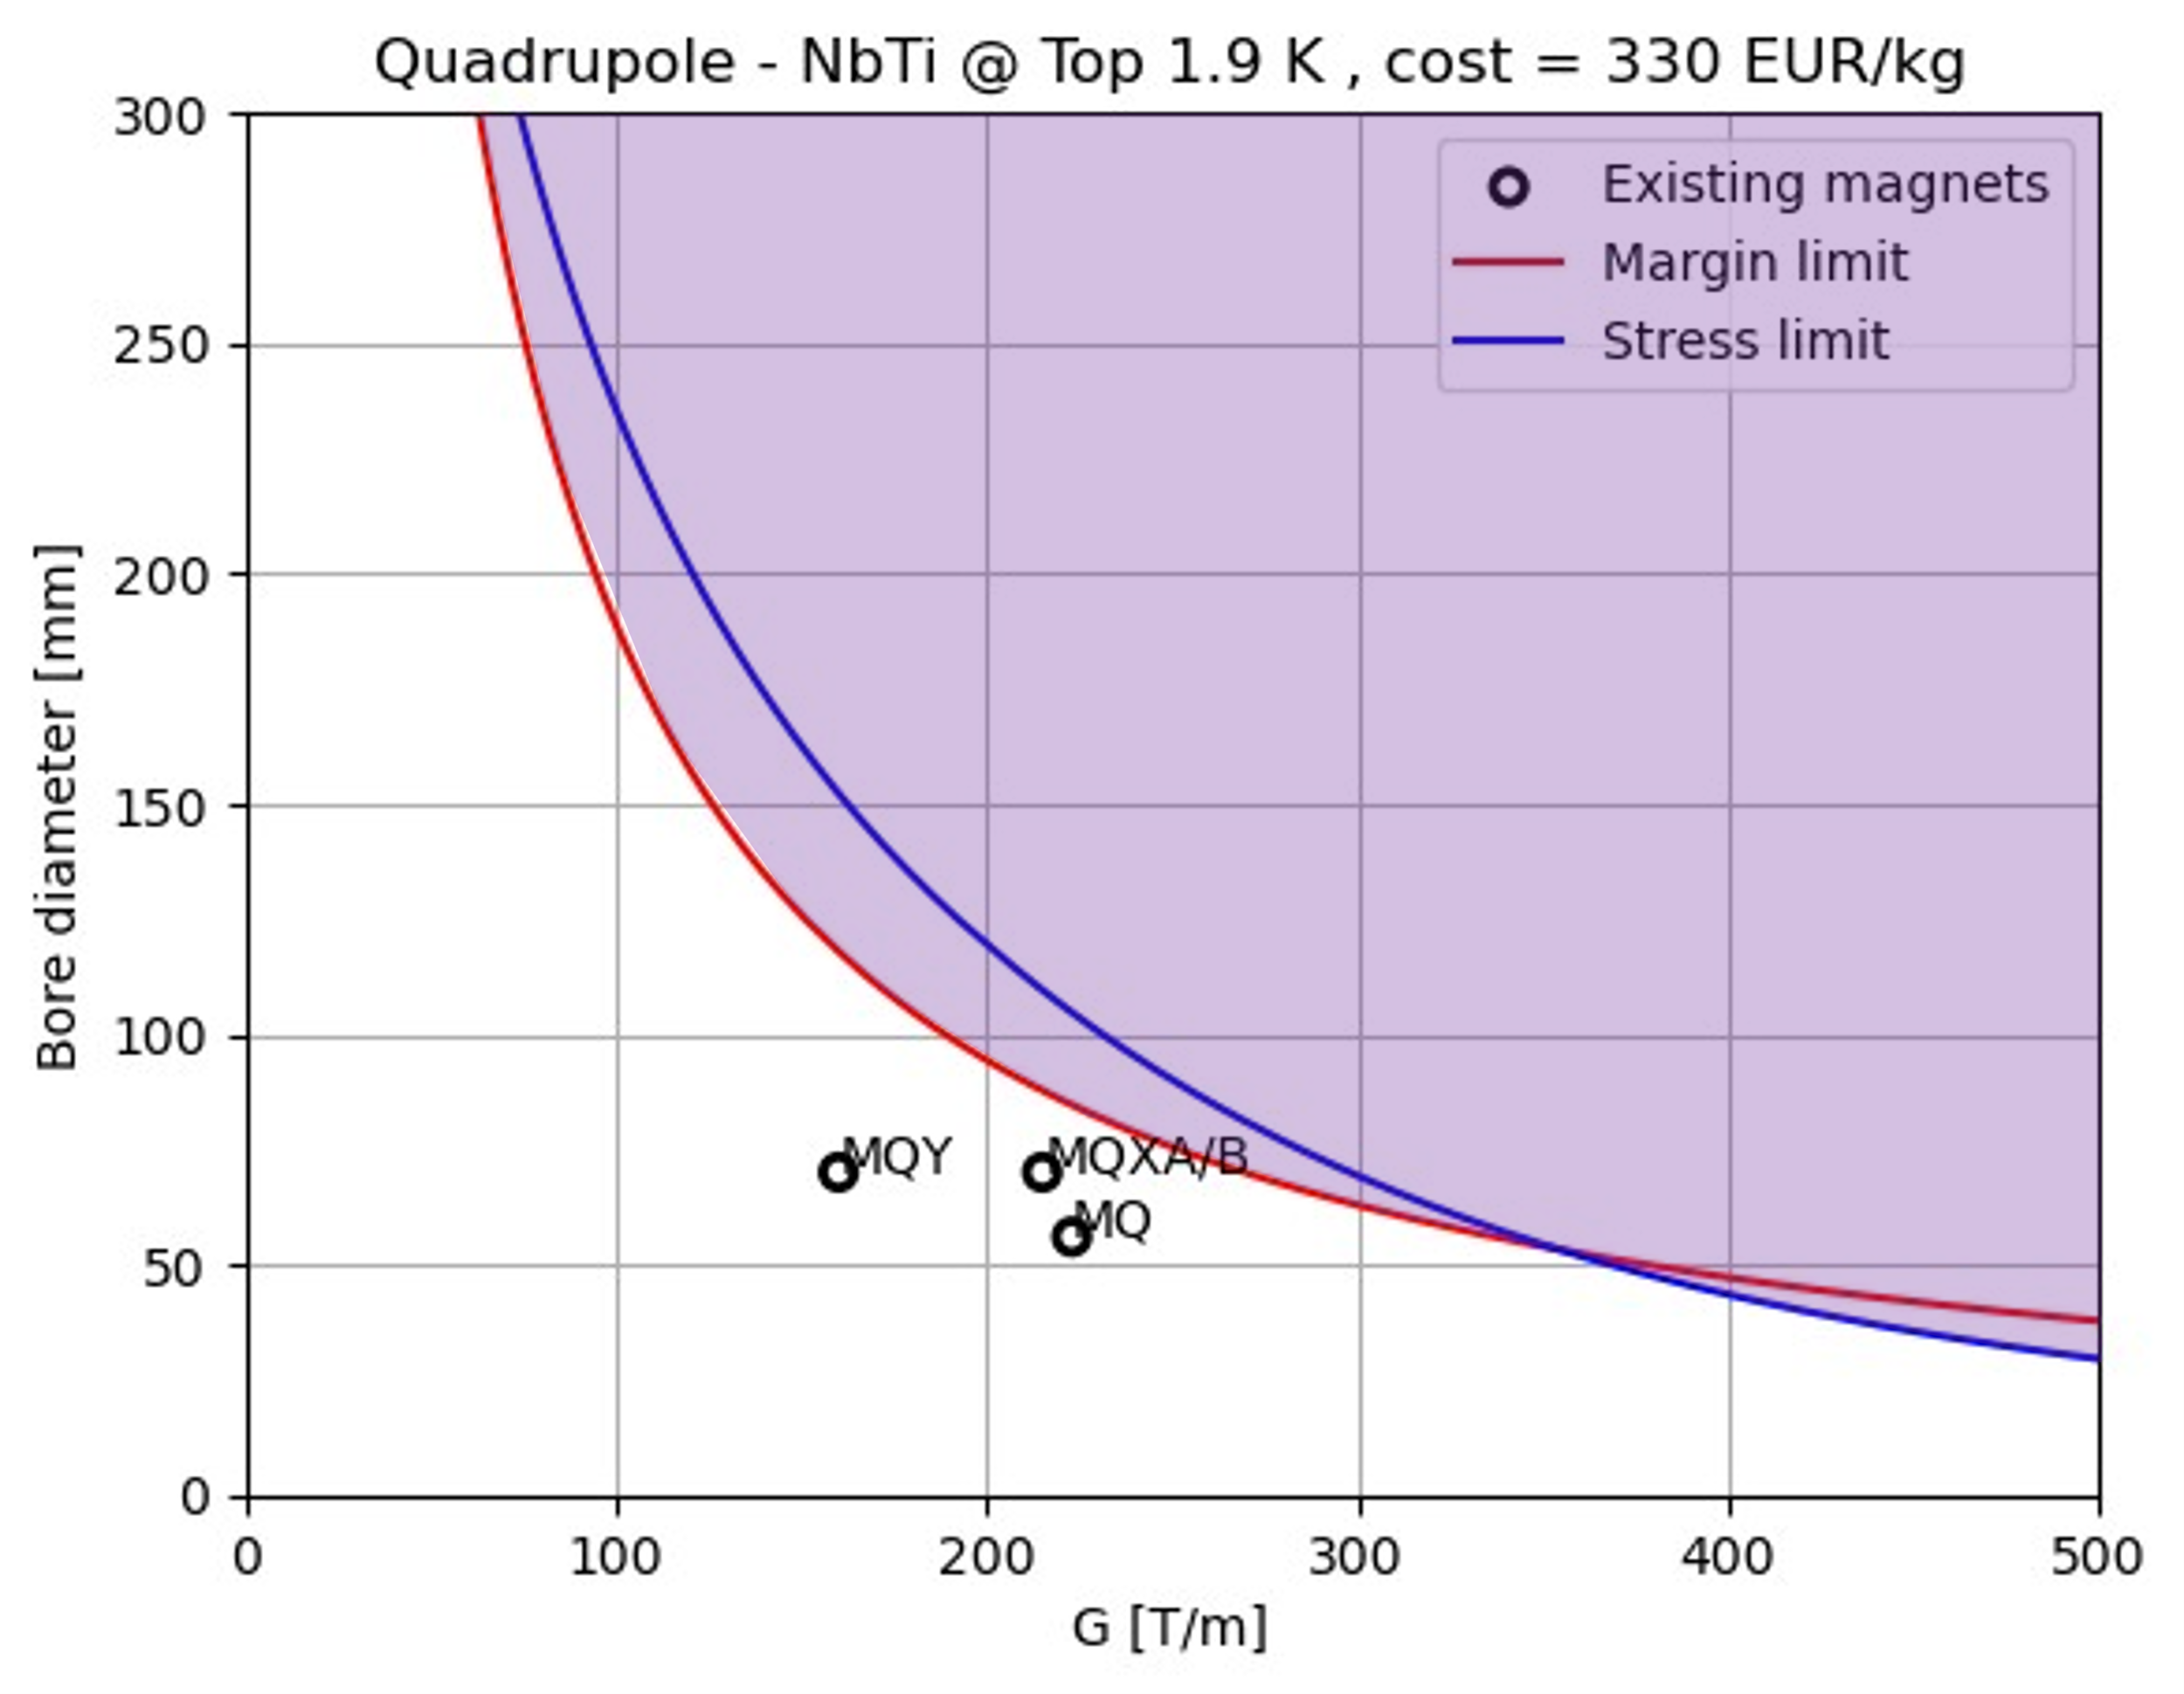 Quadrupole - NbTi @ Top 1.9 K , cost = 330 EUR/kg
300
250
200
150
100
50
0
Bore diameter [mm]
Existing magnets
Margin limit
Stress limit
MQY
MQXA/B
MQ
0 100 200 300 400 500
G [T/m]